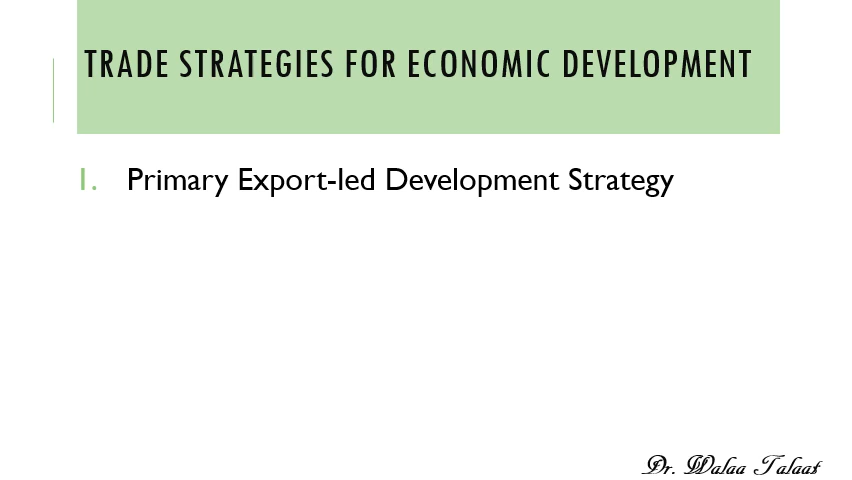 TRADE STRATEGIES FOR ECONOMIC DEVELOPMENT
1. Primary Export-led Development Strategy
Dr. Walaa Talaat